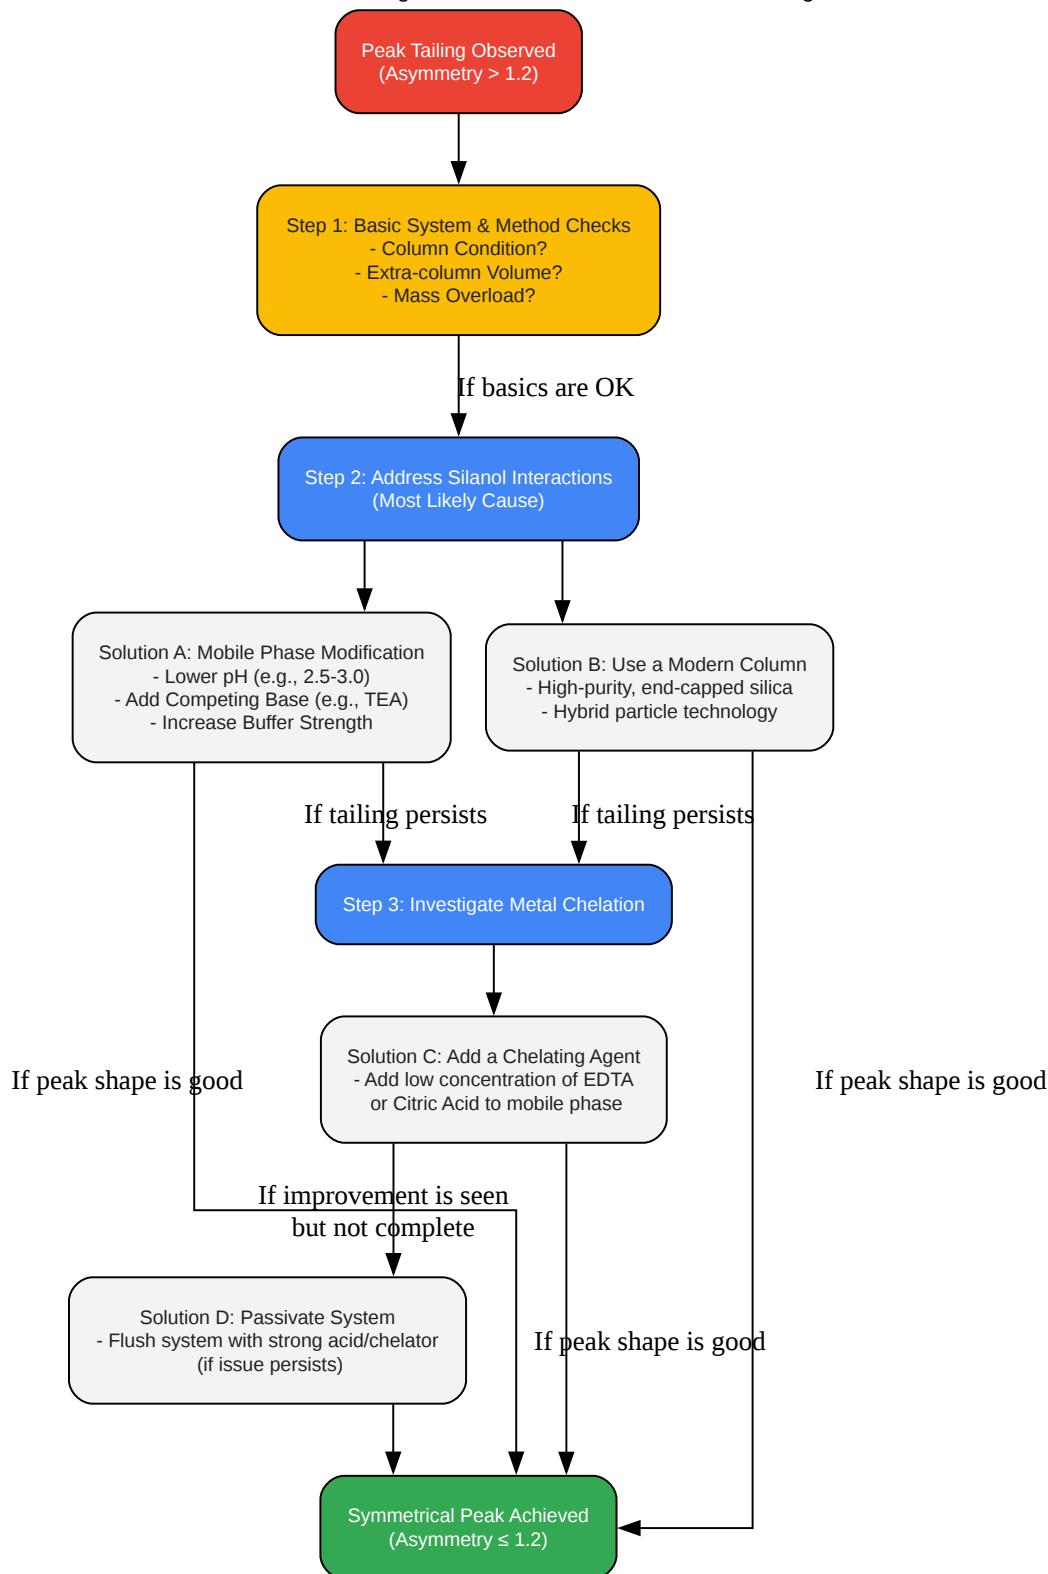 Peak Tailing Observed
(Asymmetry > 1.2)
Step 1: Basic System & Method Checks
- Column Condition?
- Extra-column Volume?
- Mass Overload?
If basics are OK
Step 2: Address Silanol Interactions
(Most Likely Cause)
Solution A: Mobile Phase Modification
- Lower pH (e.g., 2.5-3.0)
- Add Competing Base (e.g., TEA)
- Increase Buffer Strength
Solution B: Use a Modern Column
- High-purity, end-capped silica
- Hybrid particle technology
If tailing persists
If tailing persists
Step 3: Investigate Metal Chelation
Solution C: Add a Chelating Agent
- Add low concentration of EDTA
or Citric Acid to mobile phase
If peak shape is good
If peak shape is good
If improvement is seen
but not complete
Solution D: Passivate System
- Flush system with strong acid/chelator
(if issue persists)
If peak shape is good
Symmetrical Peak Achieved
(Asymmetry ≤ 1.2)